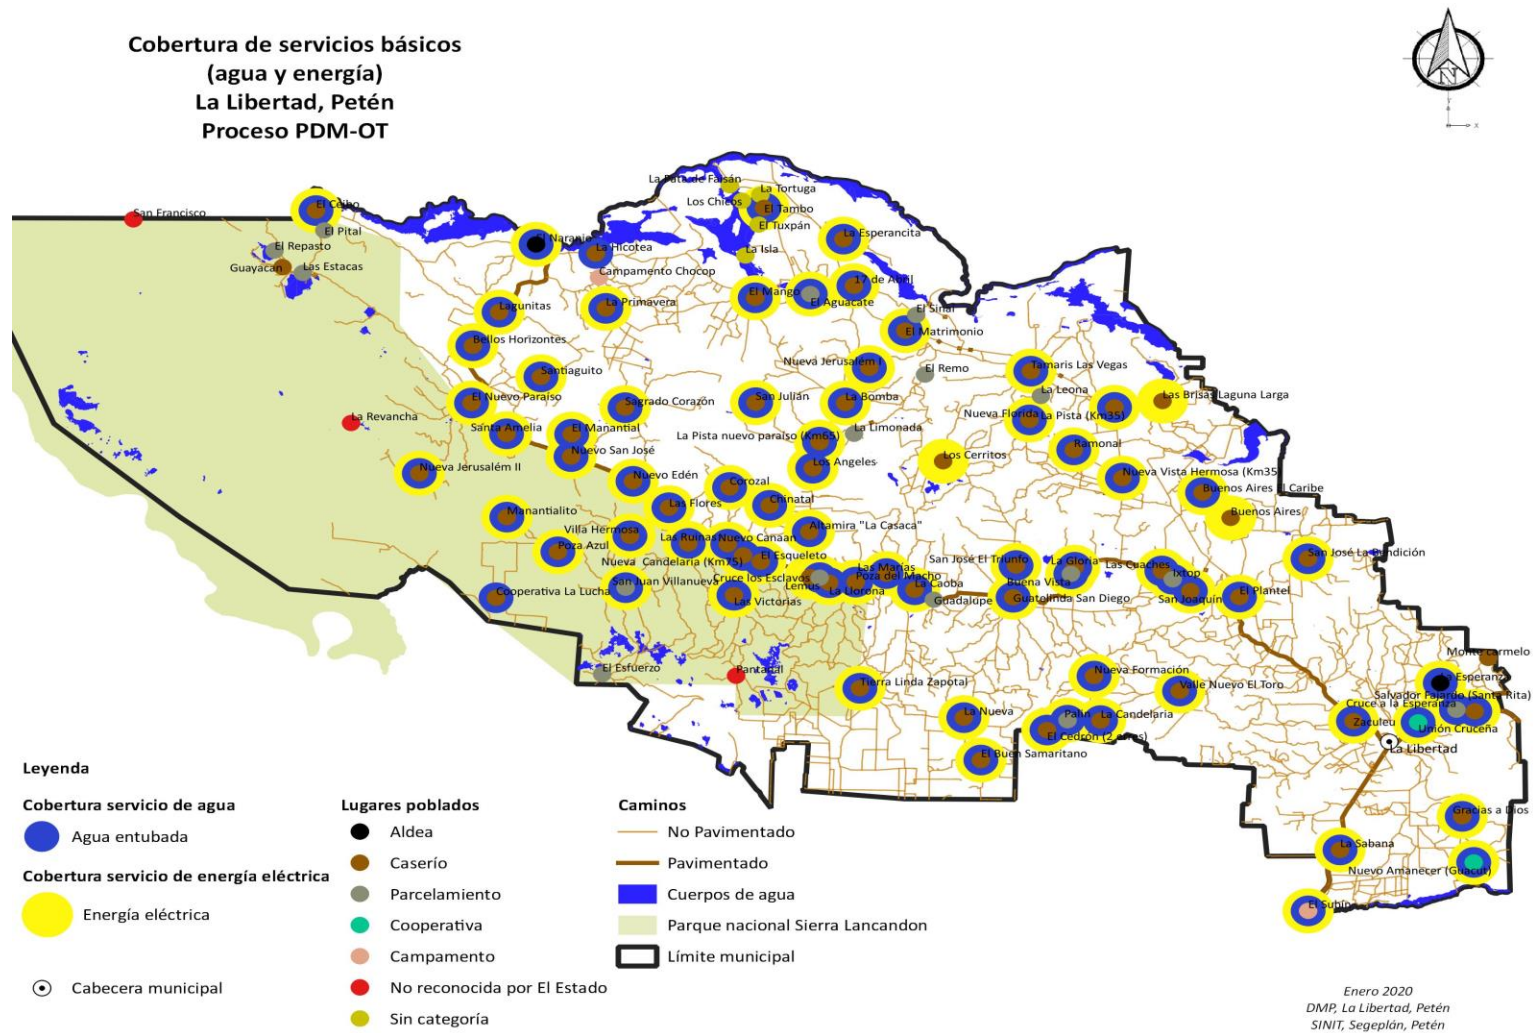 Cobertura de servicios básicos
(agua y energía)
La Libertad, Petén
Proceso PDM-OT
N
Y
X
San Francisco
El Ceibo
El Pital
El Repasto
Guayacan
Las Estacas
El Naranjo
La Hicotea
Campamento Chocop
La Pata de Faisán
La Tortuga
Los Chicos
El Tambo
El Tuxpán
La Isla
La Esperancita
17 de Abril
El Mango
El Aguacate
La Primavera
Lagunitas
El Sinaí
El Matrimonio
Bellos Horizontes
Santiaguito
Nueva Jerusalém I
El Remo
Tamaris Las Vegas
La Leona
Las Brisas Laguna Larga
El Nuevo Paraíso
Sagrado Corazón
San Julián
La Bomba
Nueva Florida
La Pista (Km35)
La Revancha
Santa Amelia
El Manantial
La Pista nuevo paraíso (Km65)
La Limonada
Nuevo San José
Ramonal
Los Cerritos
Los Angeles
Nueva Jerusalém II
Nuevo Edén
Corozal
Nueva Vista Hermosa (Km35)
Buenos Aires El Caribe
Las Flores
Chinatal
Manantialito
Buenos Aires
Villa Hermosa
Altamira "La Casaca"
Las Ruinas
Nuevo Canaan
Poza Azul
El Esqueleto
Nueva Candelaria (Km75)
San José La Bendición
San José El Triunfo
La Gloria
Las Cuaches
Ixtop
Las Marías
Poza del Macho
San Juan Villanueva
Cruce los Esclavos
Lemus
La Llorona
La Caoba
Buena Vista
Cooperativa La Lucha
Las Victorias
Guadalupe
Guatelinda San Diego
San Joaquín
El Plantel
Monte carmelo
El Esfuerzo
Pantanal
Nueva Formación
La Esperanza
Tierra Linda Zapotal
Valle Nuevo El Toro
Salvador Fajardo (Santa Rita)
Cruce a la Esperanza
La Nueva
Palin
La Candelaria
Zaculeu
Unión Cruceña
El Cedrón (2 aguas)
La Libertad
El Buen Samaritano
Gracias a Dios
La Sabana
Nuevo Amanecer (Guacut)
El Subín
Leyenda
Cobertura servicio de agua
Agua entubada
Cobertura servicio de energía eléctrica
Energía eléctrica
Cabecera municipal
Lugares poblados
Aldea
Caserío
Parcelamiento
Cooperativa
Campamento
No reconocida por El Estado
Sin categoría
Caminos
No Pavimentado
Pavimentado
Cuerpos de agua
Parque nacional Sierra Lancandon
Límite municipal
Enero 2020
DMP, La Libertad, Petén
SINIT, Segeplán, Petén